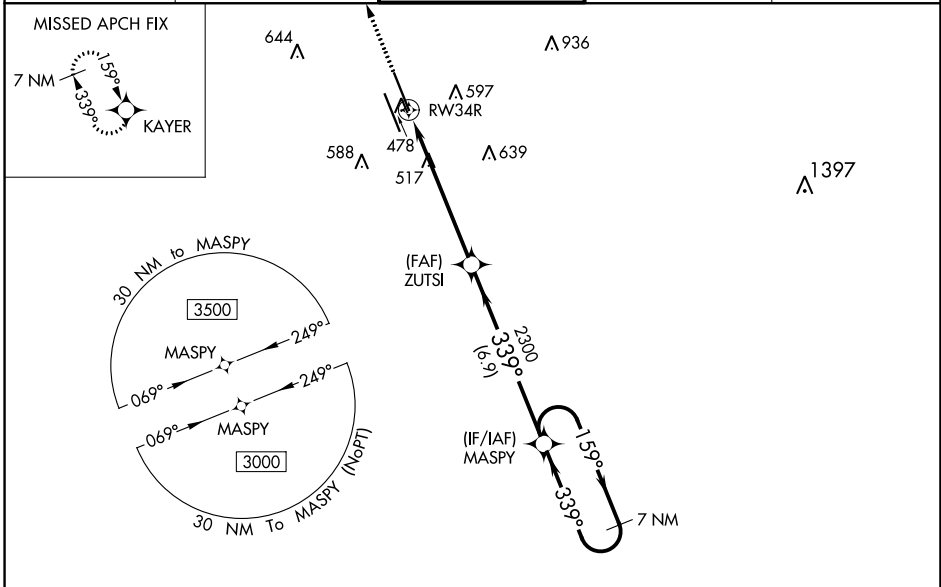 MISSED APCH FIX
7 NM
159°
339°
KAYER
644
936
597
RW34R
478
588
517
639
1397
(FAF)
ZUTSI
2300
339°
(6.9)
(IF/IAF)
MASPY
159°
339°
7 NM
30 NM to MASPY
3500
MASPY
249°
069°
249°
069°
MASPY
3000
30 NM To MASPY (NoPT)